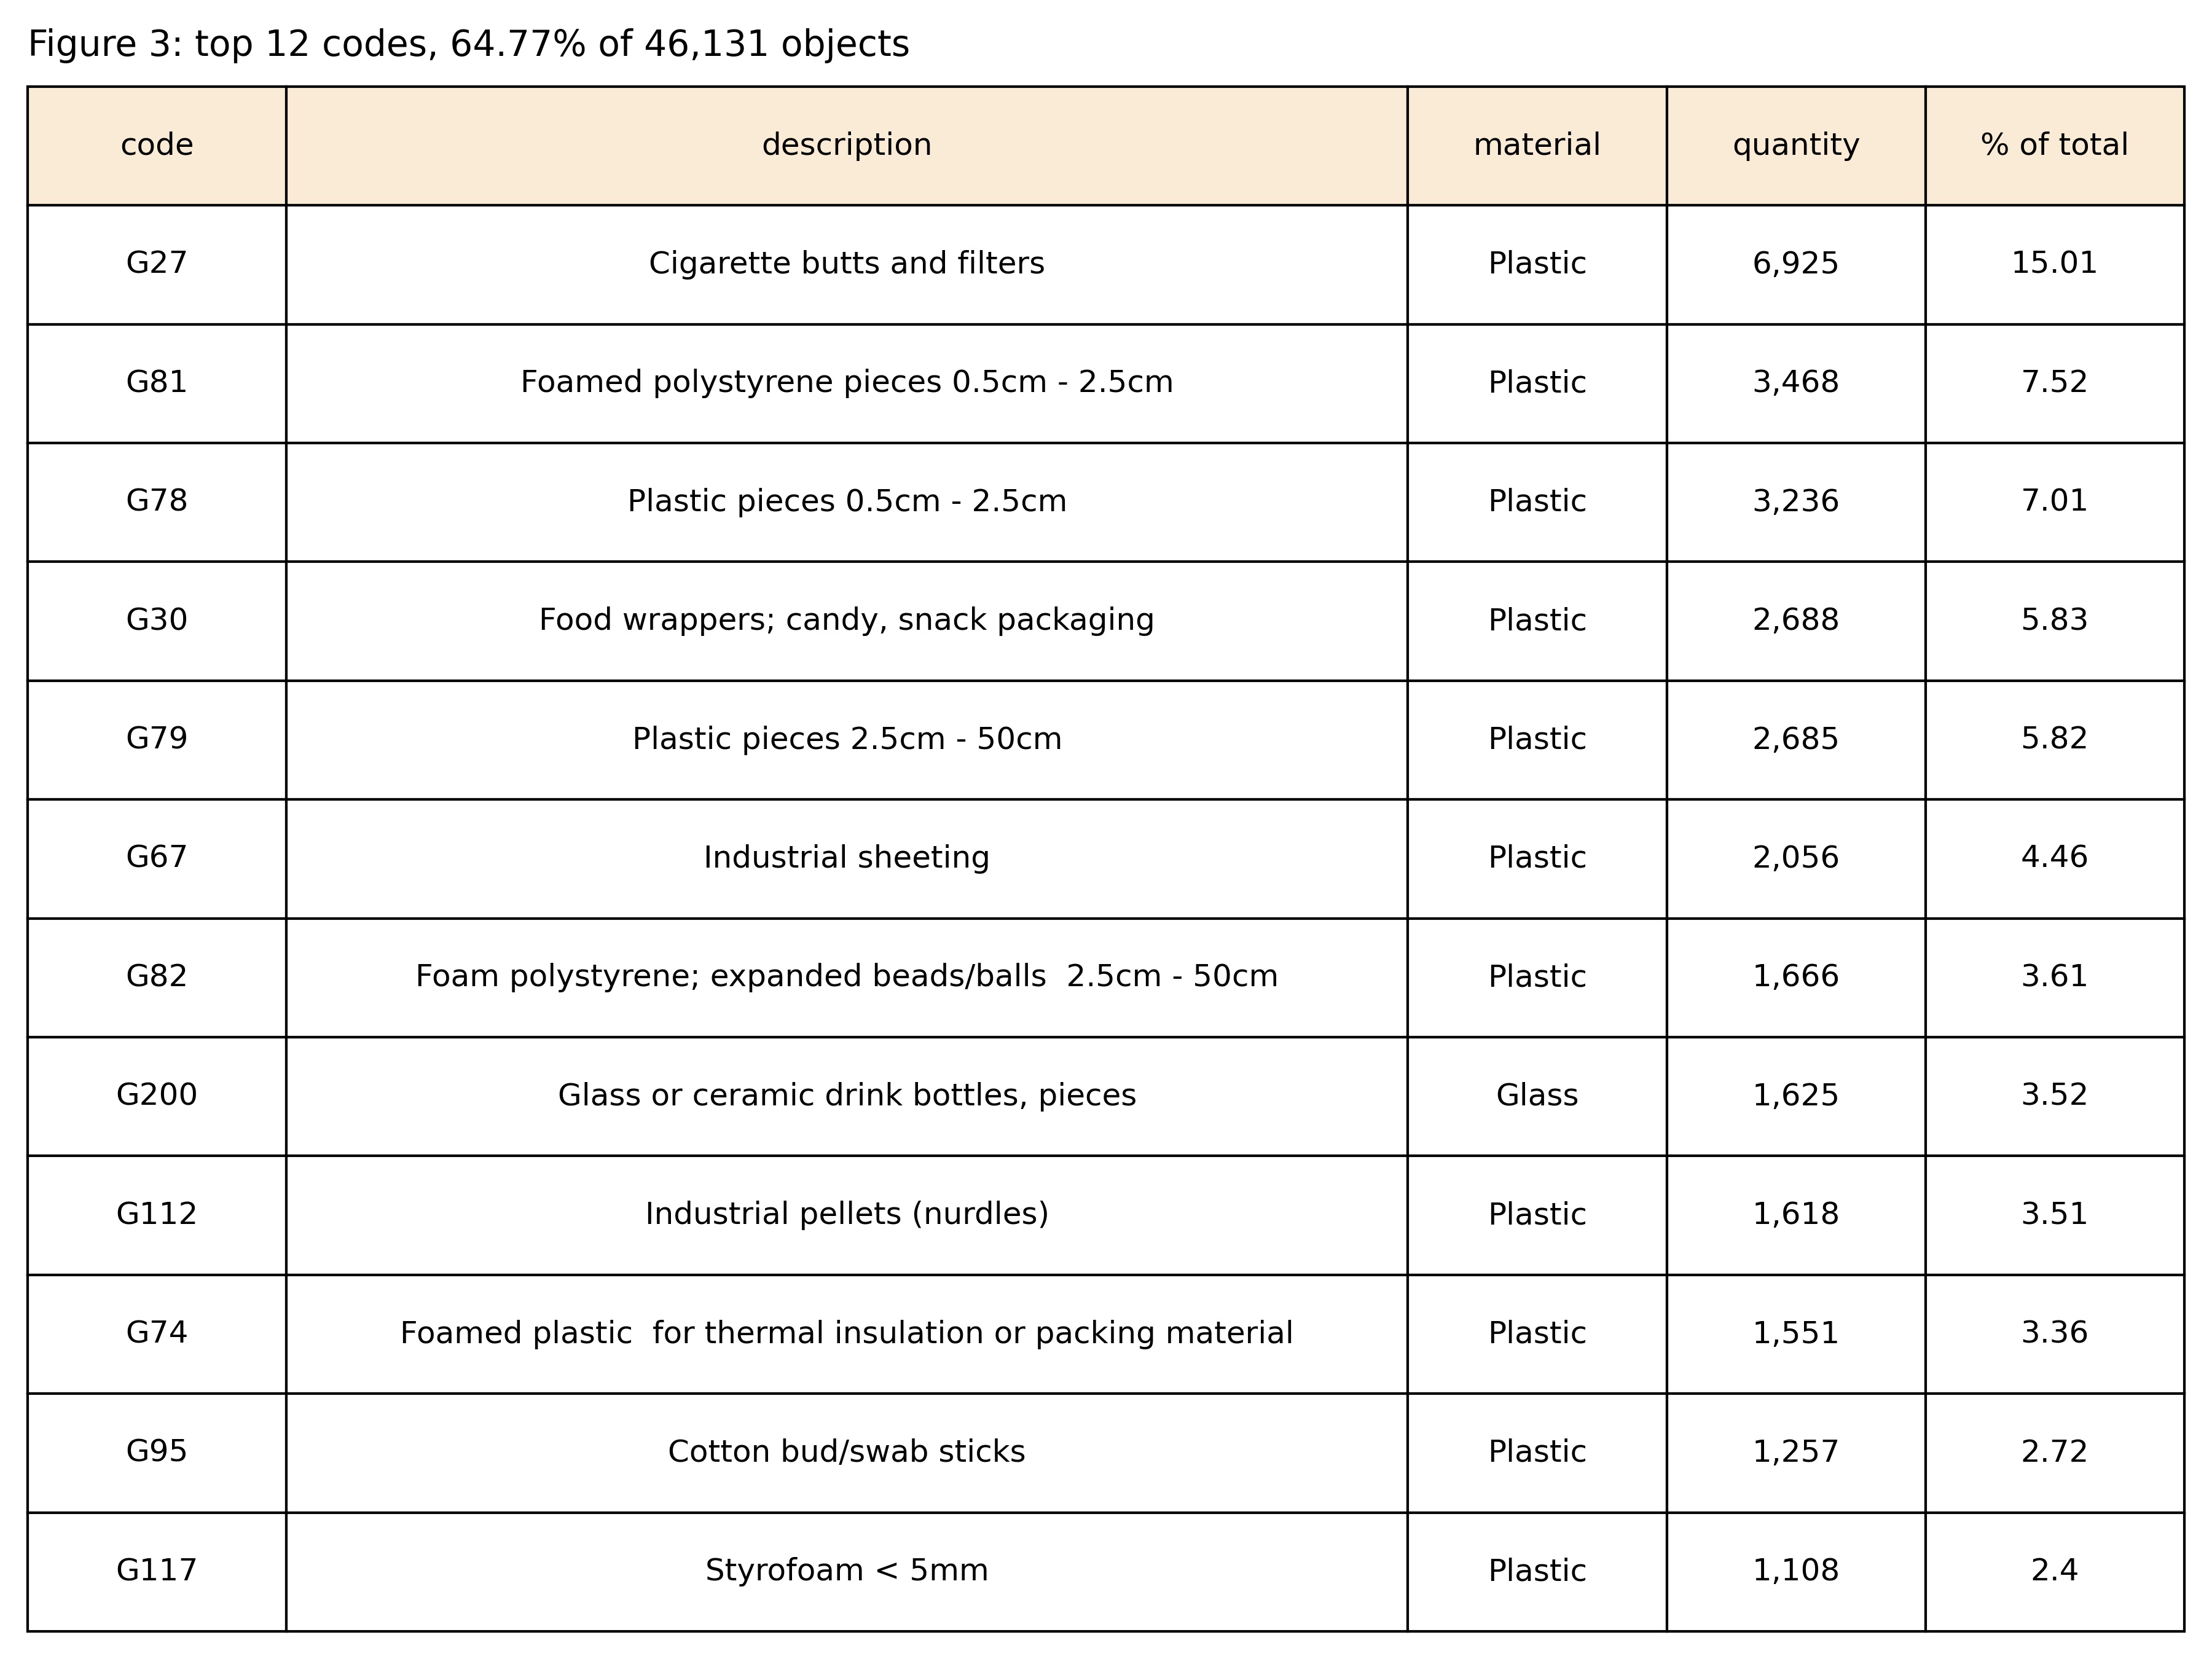 Figure 3: top 12 codes, 64.77% of 46,131 objects
code description material quantity % of total
G27 Cigarette butts and filters Plastic 6,925 15.01
G81 Foamed polystyrene pieces 0.5cm - 2.5cm Plastic 3,468 7.52
G78 Plastic pieces 0.5cm - 2.5cm Plastic 3,236 7.01
G30 Food wrappers; candy, snack packaging Plastic 2,688 5.83
G79 Plastic pieces 2.5cm - 50cm Plastic 2,685 5.82
G67 Industrial sheeting Plastic 2,056 4.46
G82 Foam polystyrene; expanded beads/balls  2.5cm - 50cm Plastic 1,666 3.61
G200 Glass or ceramic drink bottles, pieces Glass 1,625 3.52
G112 Industrial pellets (nurdles) Plastic 1,618 3.51
G74 Foamed plastic  for thermal insulation or packing material Plastic 1,551 3.36
G95 Cotton bud/swab sticks Plastic 1,257 2.72
G117 Styrofoam < 5mm Plastic 1,108 2.4